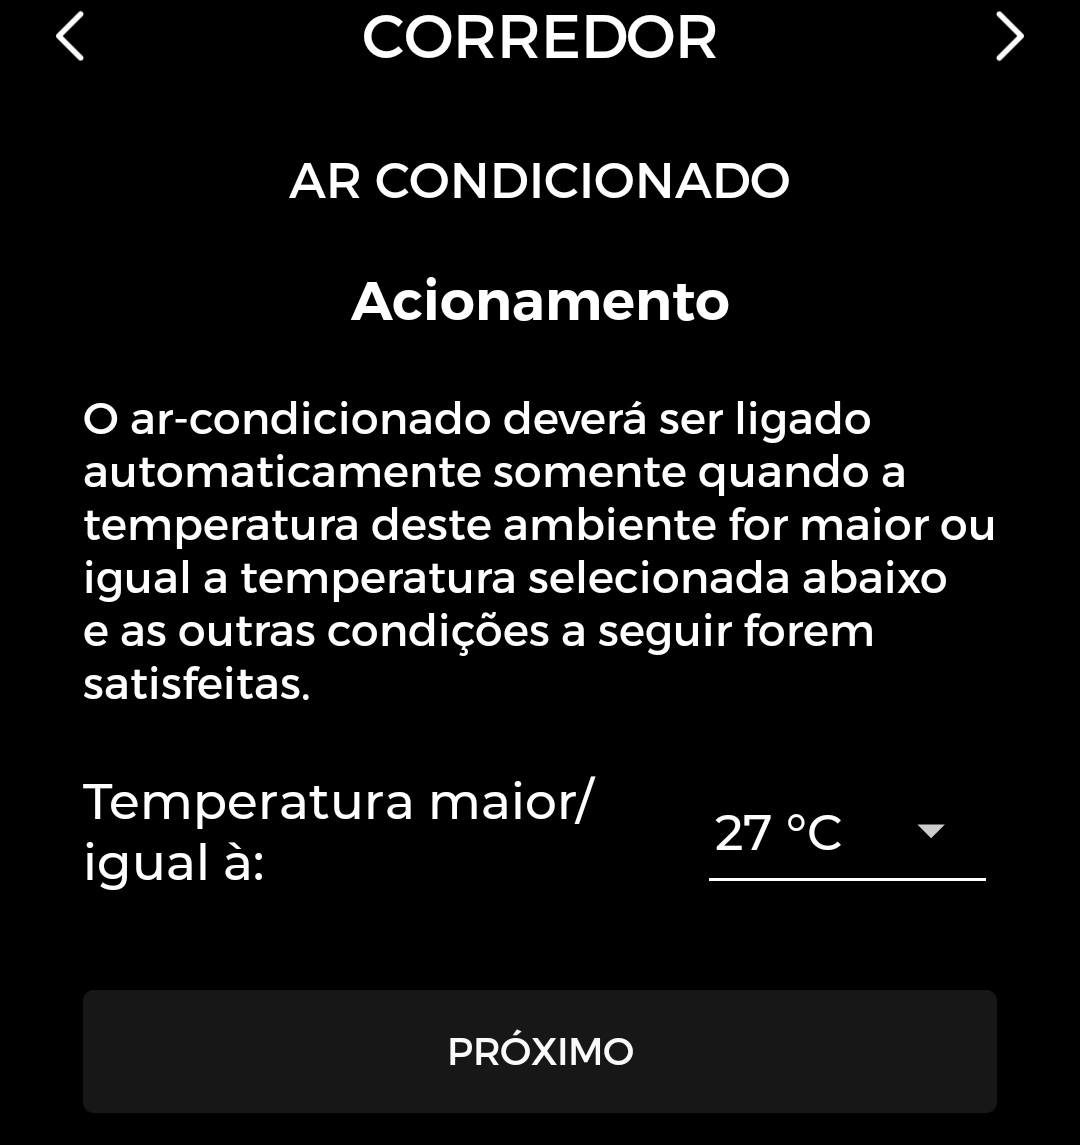 CORREDOR
AR CONDICIONADO
Acionamento
O ar-condicionado deverá ser ligado
automaticamente somente quando a
temperatura deste ambiente for maior ou
igual a temperatura selecionada abaixo
e as outras condições a seguir forem
satisfeitas.
Temperatura maior/
igual à:
27 °C
PRÓXIMO